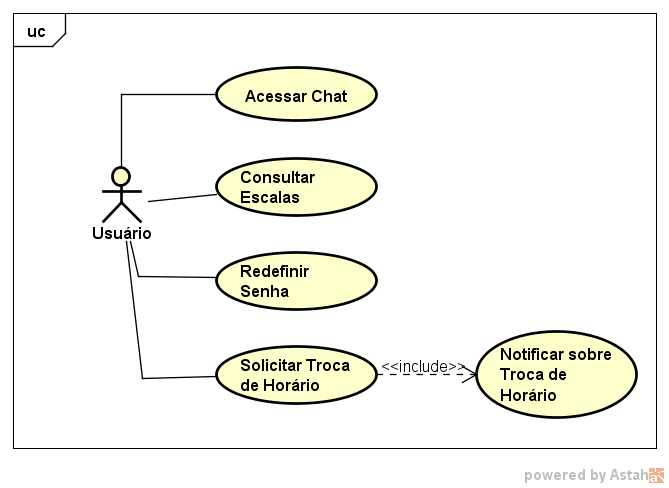 uc
Acessar Chat
Consultar
Escalas
Usuário
Redefinir
Senha
Solicitar Troca
de Horário
<<include>>
Notificar sobre
Troca de
Horário
powered by Astah